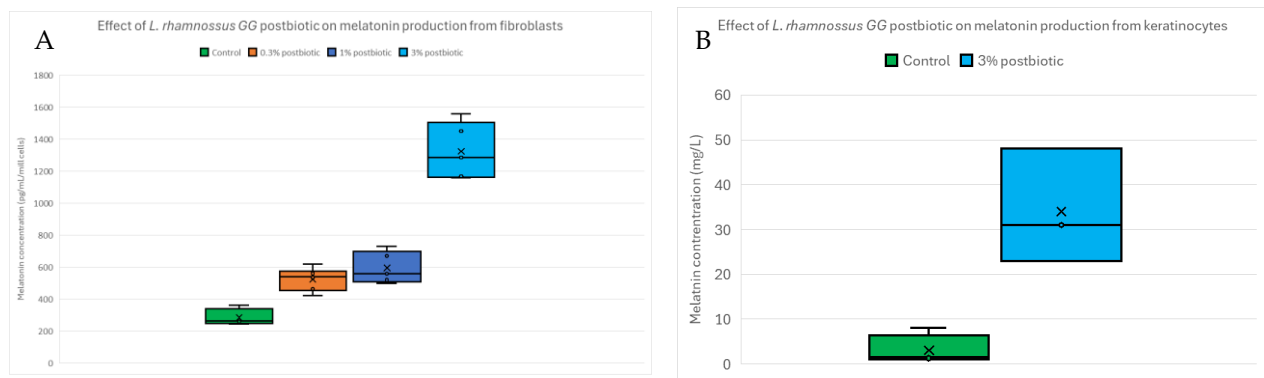 A
Effect of L. rhamnossus GG postbiotic on melatonin production from fibroblasts
Control 0.3% postbiotic 1% postbiotic 3% postbiotic
Melatonin concentration (pg/mL/mill cells)
1800
1600
1400
1200
1000
800
600
400
200
0
B
Effect of L. rhamnossus GG postbiotic on melatonin production from keratinocytes
Control 3% postbiotic
Melatnin contrentration (mg/L)
60
50
40
30
20
10
0